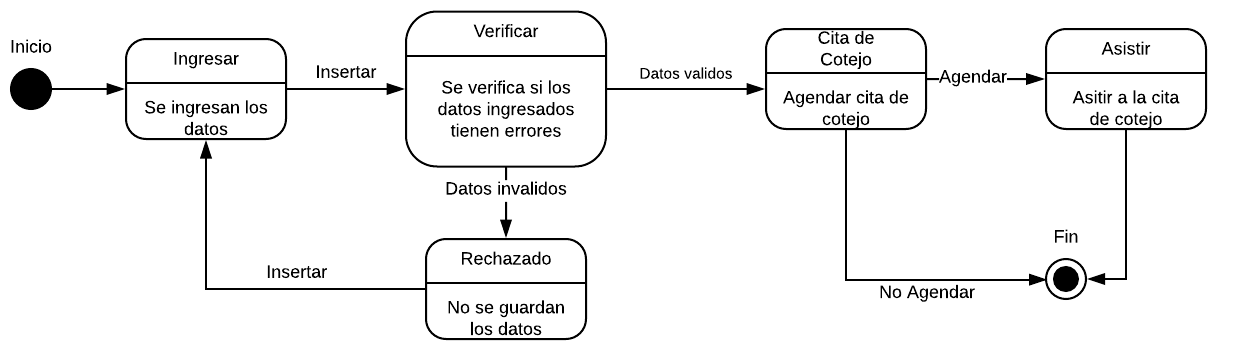 Inicio
Ingresar
Se ingresan los
datos
Insertar
Verificar
Se verifica si los
datos ingresados
tienen errores
Datos validos
Cita de
Cotejo
Agendar cita de
cotejo
Agendar
Asistir
Asitir a la cita
de cotejo
Datos invalidos
Rechazado
No se guardan
los datos
Insertar
No Agendar
Fin